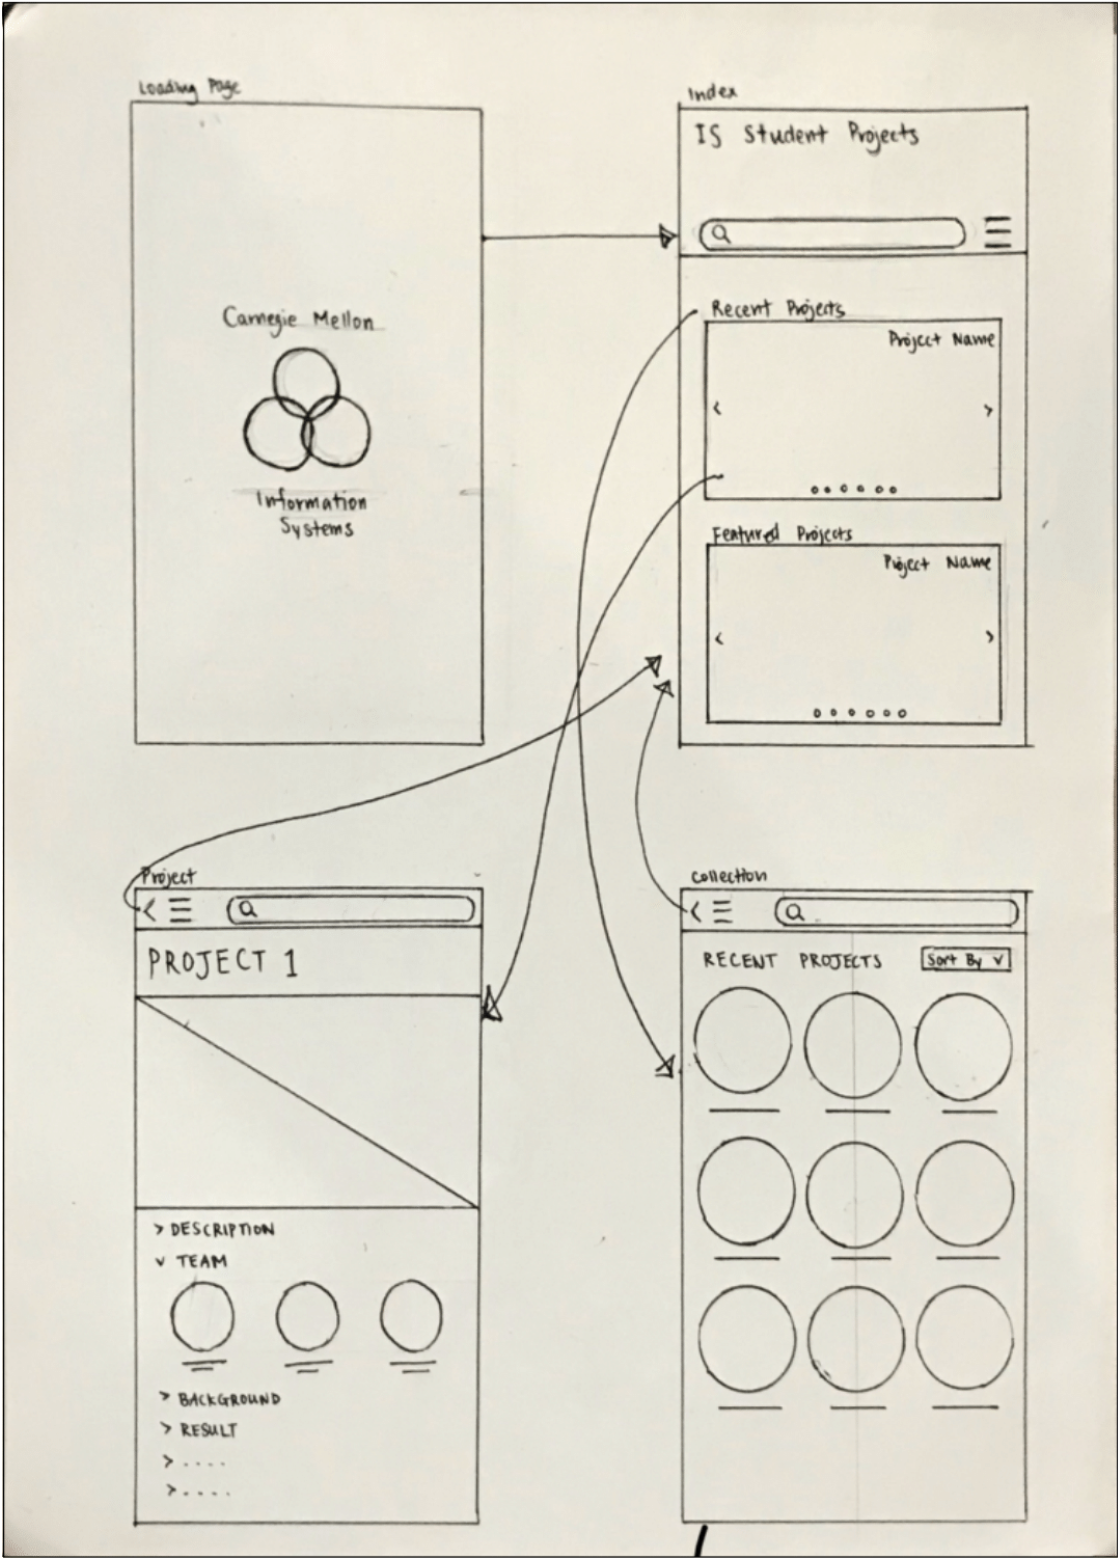 Loading Page
Carnegie Mellon
Information
Systems
Index
IS Student Projects
Recent Projects
Project Name
Featured Projects
Project Name
Project
PROJECT 1
> DESCRIPTION
v TEAM
> BACKGROUND
> RESULT
> ....
> ....
Collection
RECENT PROJECTS
Sort By v